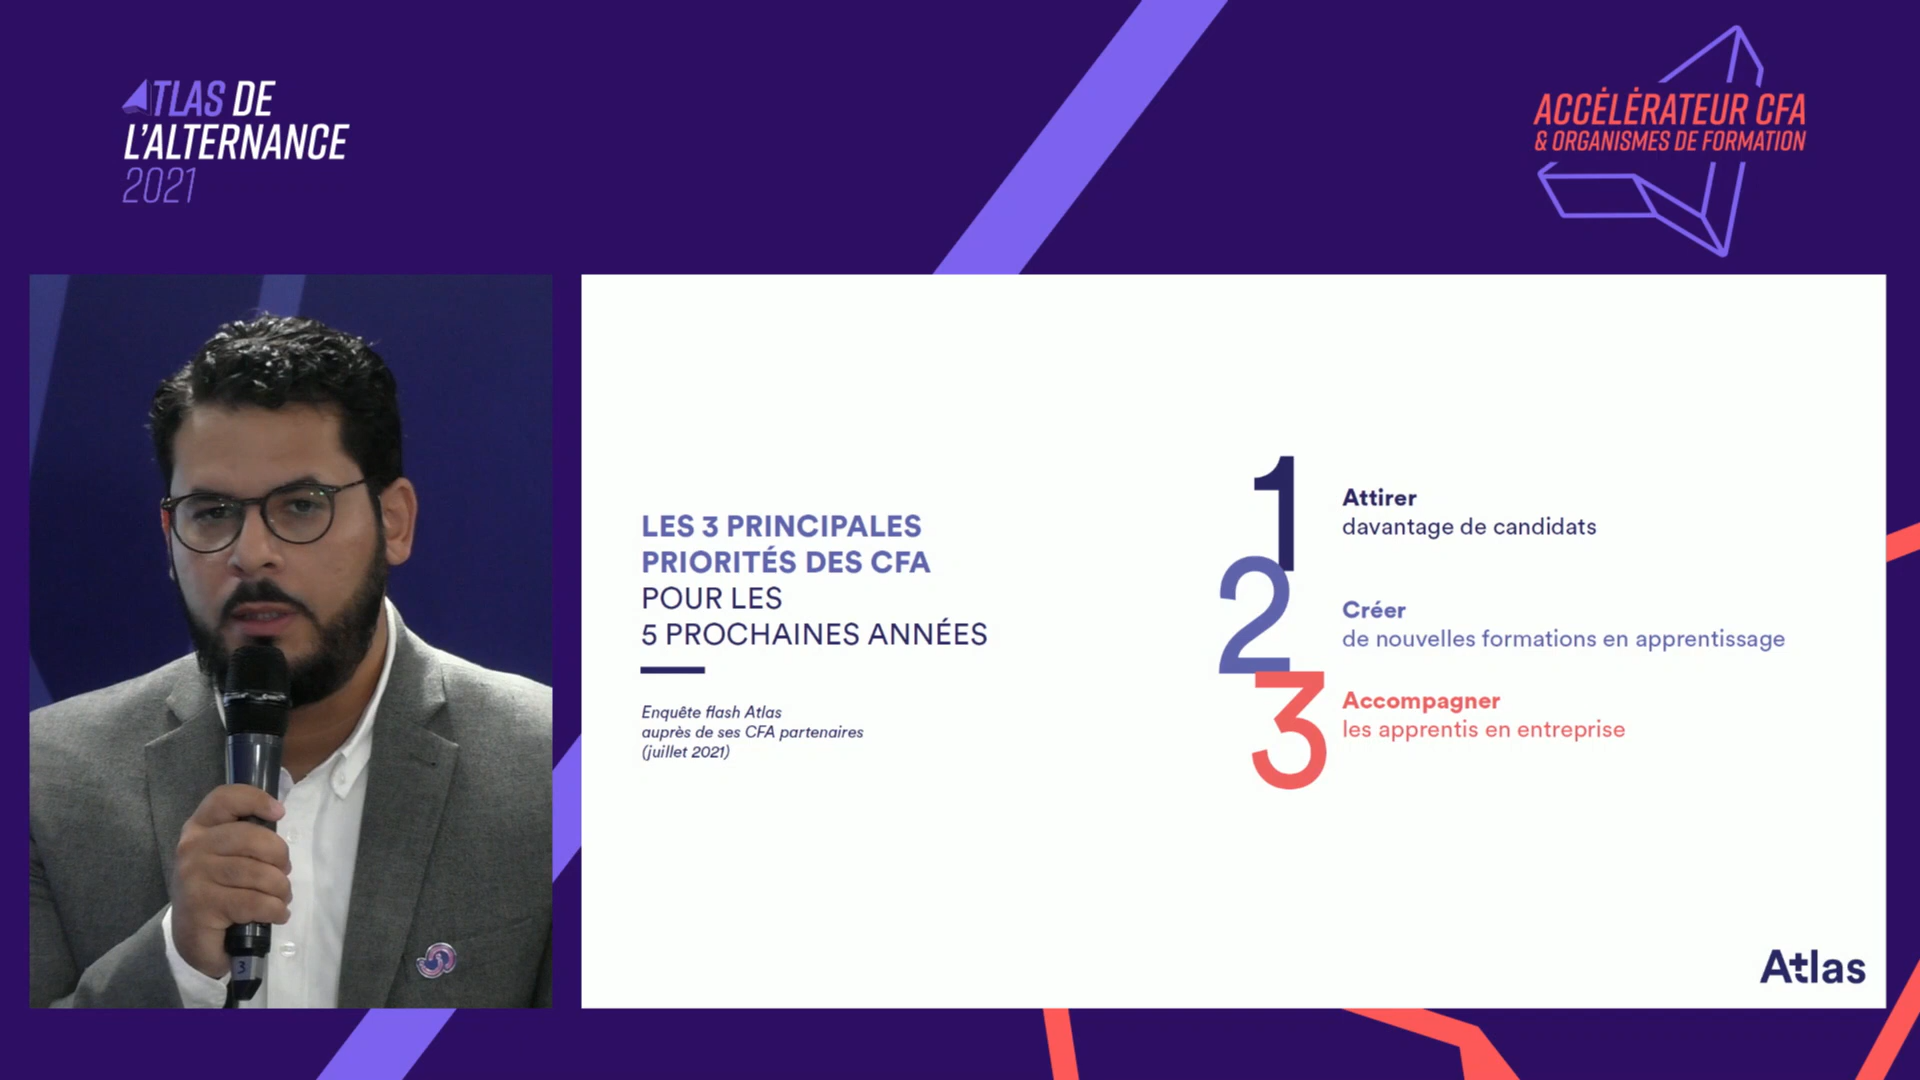 ATLAS DE
L'ALTERNANCE
2021
ACCÉLÉRATEUR CFA
& ORGANISMES DE FORMATION
LES 3 PRINCIPALES
PRIORITÉS DES CFA
POUR LES
5 PROCHAINES ANNÉES
Enquête flash Atlas
auprès de ses CFA partenaires
(juillet 2021)
1
Attirer
davantage de candidats
2
Créer
de nouvelles formations en apprentissage
3
Accompagner
les apprentis en entreprise
3
Atlas